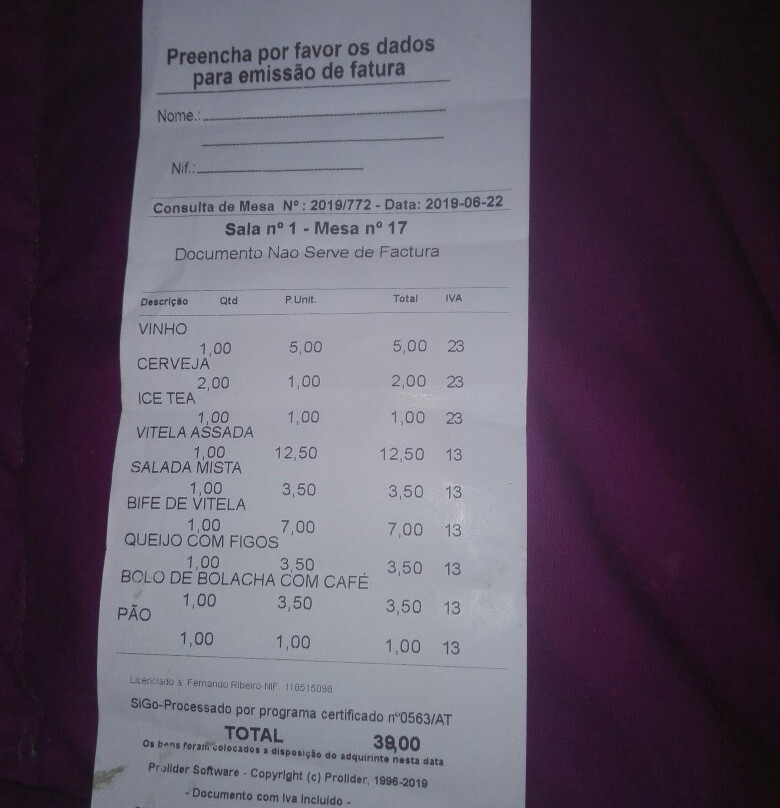 Preencha por favor os dados
para emissão de fatura
Nome.:
Nif.:
Consulta de Mesa Nº : 2019/772 - Data: 2019-06-22
Sala nº 1 - Mesa nº 17
Documento Nao Serve de Factura
Descrição Qtd P.Unit. Total IVA
VINHO
1,00 5,00 5,00 23
CERVEJA
2,00 1,00 2,00 23
ICE TEA
1,00 1,00 1,00 23
VITELA ASSADA
1,00 12,50 12,50 13
SALADA MISTA
1,00 3,50 3,50 13
BIFE DE VITELA
1,00 7,00 7,00 13
QUEIJO COM FIGOS
1,00 3,50 3,50 13
BOLO DE BOLACHA COM CAFÉ
1,00 3,50 3,50 13
PÃO
1,00 1,00 1,00 13
Licenciado a: Fernando Ribeiro-NIF: 116515098
SiGo-Processado por programa certificado nº0563/AT
TOTAL 39,00
Os bens foram colocados a disposição do adquirinte nesta data
Prolider Software - Copyright (c) Prolider, 1996-2019
- Documento com Iva incluido -